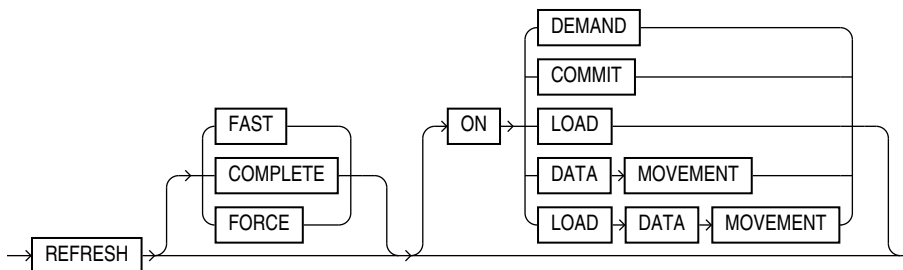 DEMAND
COMMIT
FAST
ON
LOAD
COMPLETE
DATA MOVEMENT
FORCE
LOAD DATA MOVEMENT
REFRESH